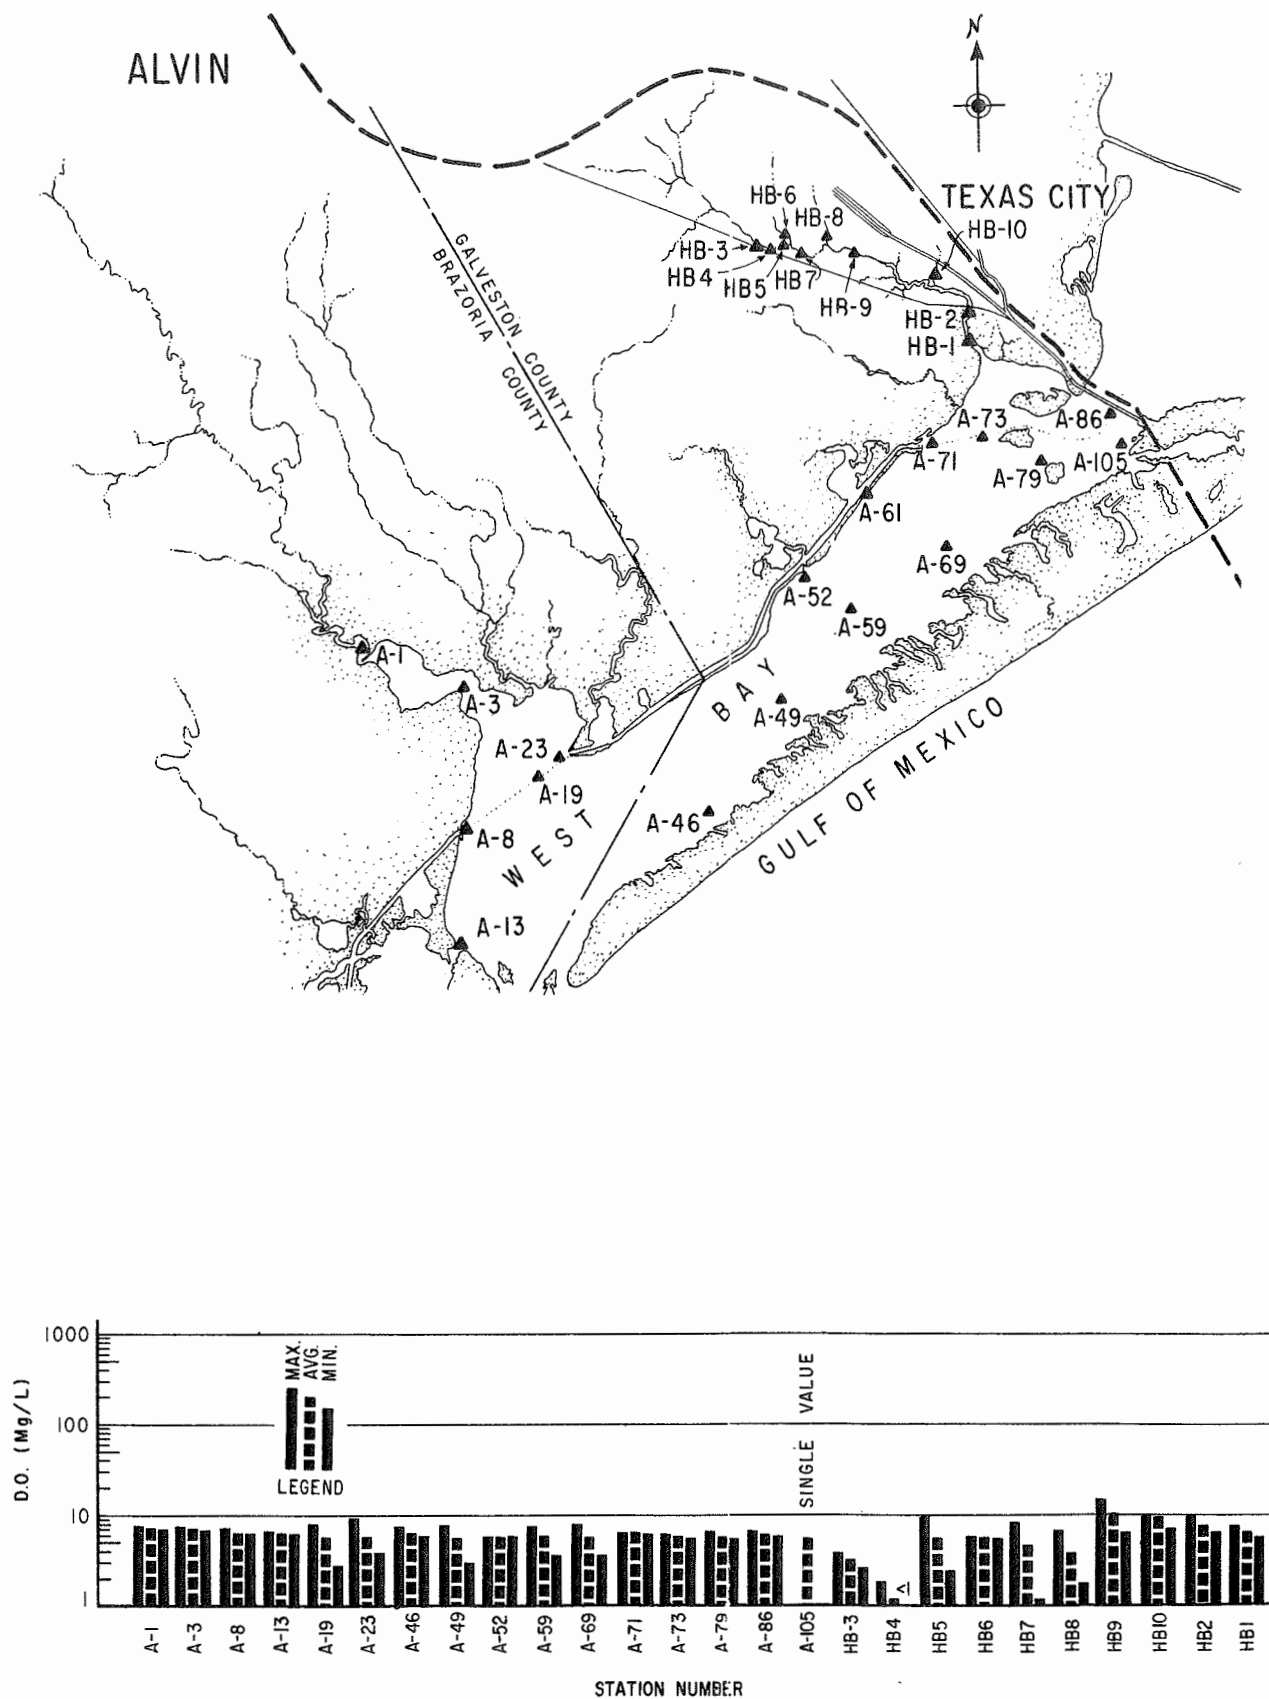 N
ALVIN
TEXAS CITY
HB-6
HB-8
HB-10
HB-3
HB4
HB5
HB7
HB-9
HB-2
HB-1
GALVESTON COUNTY
BRAZORIA COUNTY
A-73
A-86
A-71
A-79
A-105
A-61
A-69
A-52
A-59
A-1
A-3
A-49
A-23
A-19
A-46
A-8
A-13
WEST BAY
GULF OF MEXICO
D.O. (Mg/L)
1000
100
10
1
MAX.
AVG.
MIN.
LEGEND
SINGLE VALUE
<
A-1 A-3 A-8 A-13 A-19 A-23 A-46 A-49 A-52 A-59 A-69 A-71 A-73 A-79 A-86 A-105 HB-3 HB4 HB5 HB6 HB7 HB8 HB9 HB10 HB2 HB1
STATION NUMBER